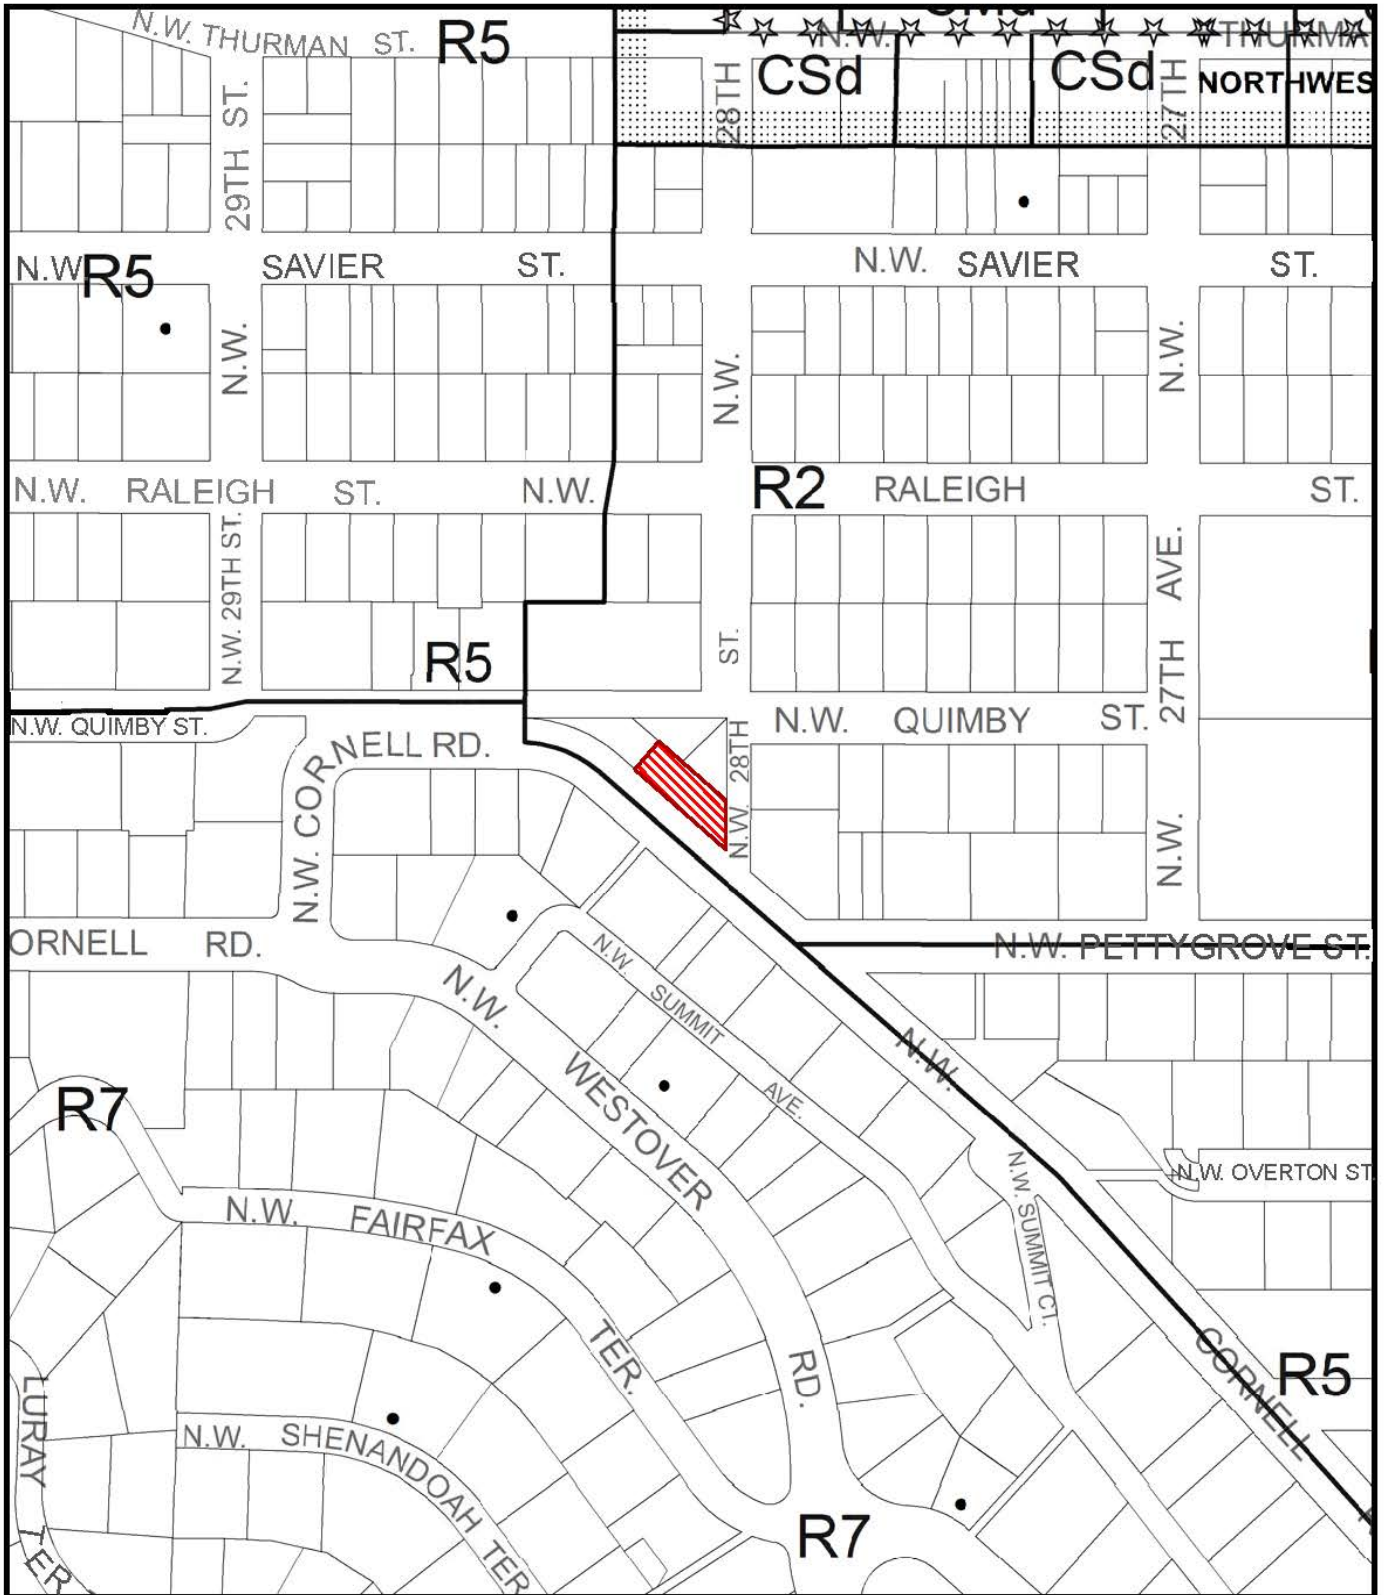 N.W. THURMAN ST.
R5
N.W.
CSd
CSd
NORTHWES
29TH ST.
28TH
27TH
N.W.
R5
SAVIER ST.
N.W. SAVIER ST.
N.W.
N.W.
N.W.
N.W. RALEIGH ST. N.W.
R2
RALEIGH ST.
N.W. 29TH ST.
ST.
27TH AVE.
R5
N.W. QUIMBY ST.
N.W. CORNELL RD.
N.W. 28TH
N.W. QUIMBY ST.
N.W.
ORNELL RD.
N.W. PETTYGROVE ST.
N.W. SUMMIT AVE.
N.W. WESTOVER RD.
N.W. CORNELL
R7
N.W. OVERTON ST
N.W. SUMMIT CT.
N.W. FAIRFAX TER.
R5
LURAY TER
N.W. SHENANDOAH TER
R7